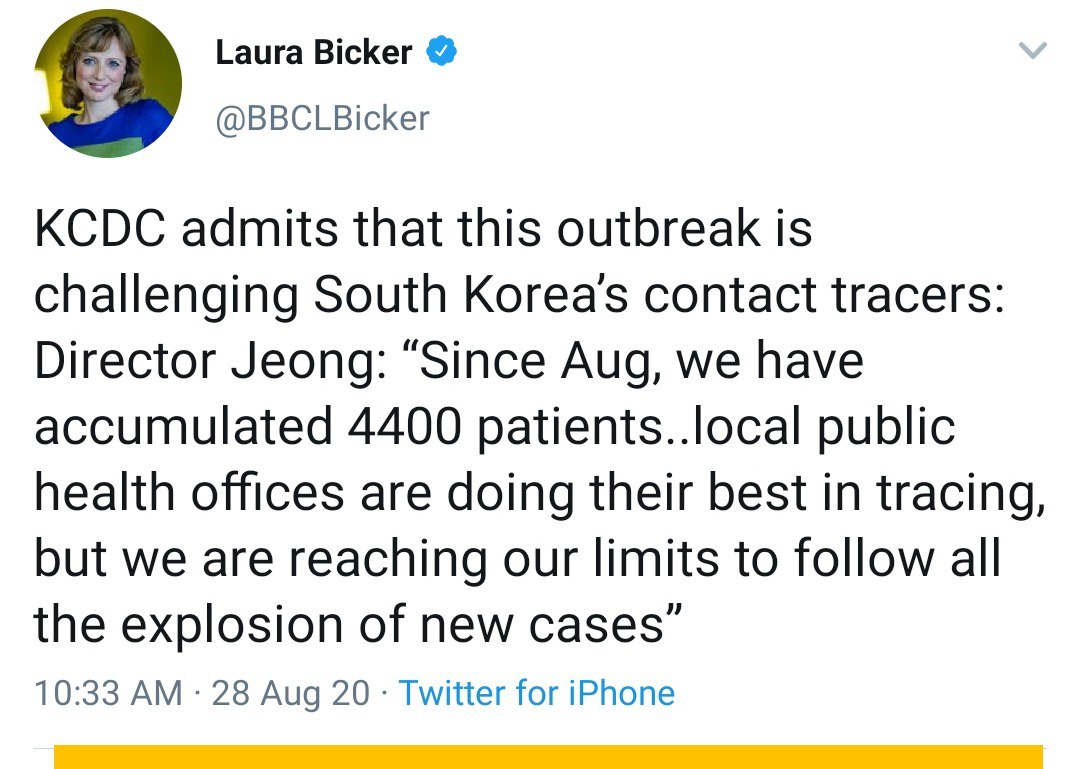 Laura Bicker
@BBCLBicker
KCDC admits that this outbreak is
challenging South Korea’s contact tracers:
Director Jeong: “Since Aug, we have
accumulated 4400 patients..local public
health offices are doing their best in tracing,
but we are reaching our limits to follow all
the explosion of new cases”
10:33 AM · 28 Aug 20 · Twitter for iPhone